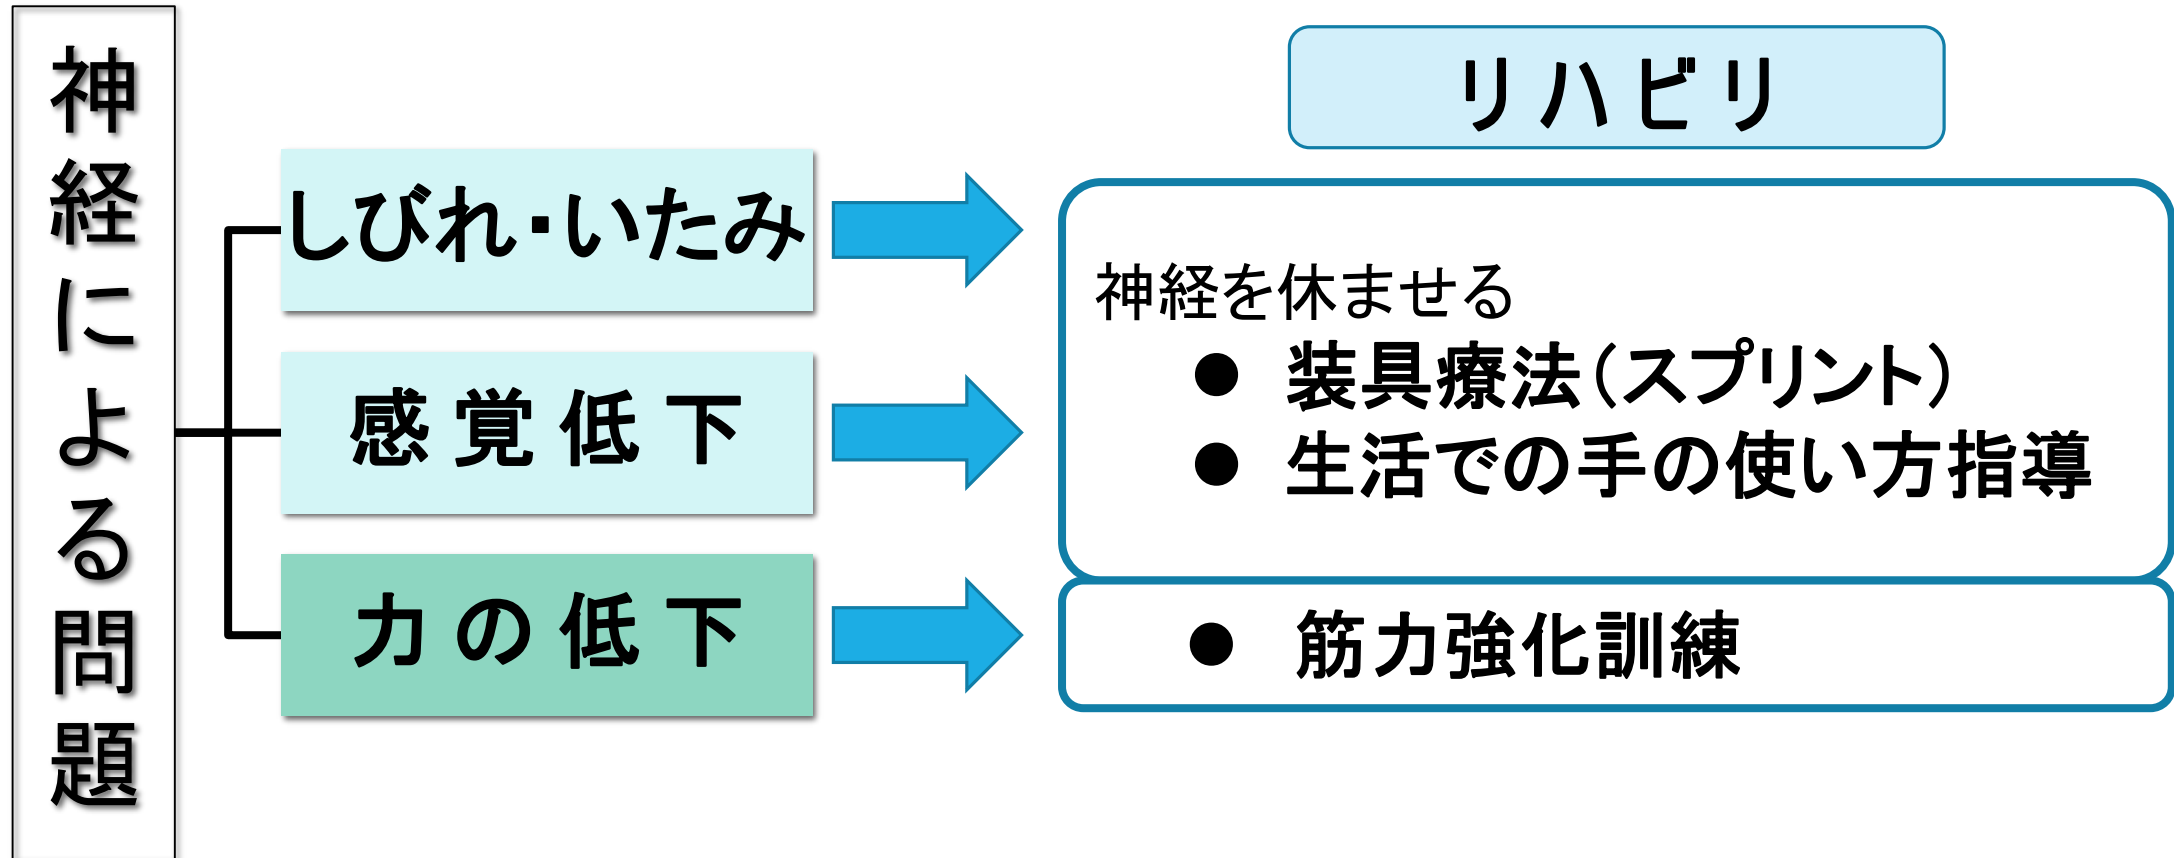 神経による問題
リハビリ
しびれ・いたみ
感覚低下
力の低下
神経を休ませる
● 装具療法(スプリント)
● 生活での手の使い方指導
● 筋力強化訓練